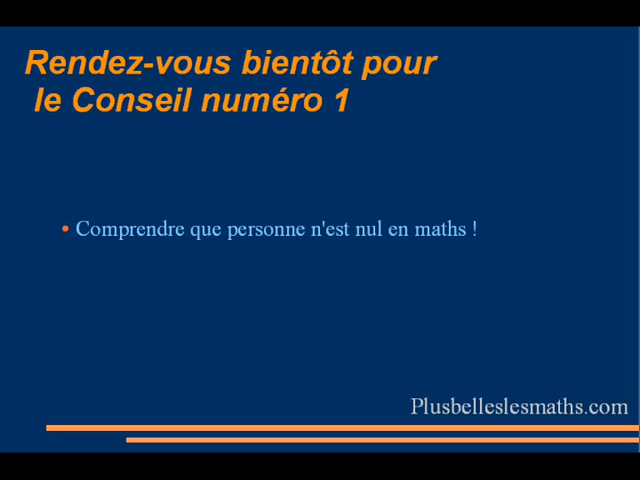 Rendez-vous bientôt pour
le Conseil numéro 1
• Comprendre que personne n'est nul en maths !
Plusbelleslesmaths.com